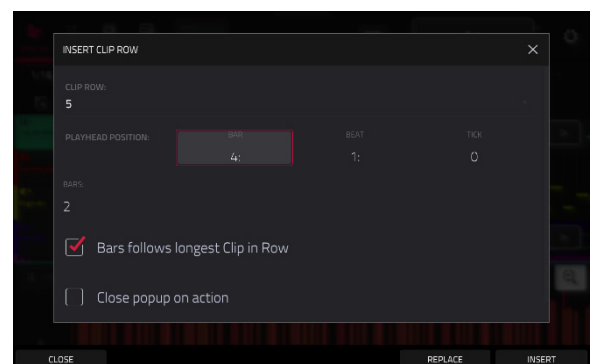 INSERT CLIP ROW
CLIP ROW:
5
PLAYHEAD POSITION: BAR BEAT TICK
4: 1: 0
BARS:
2
Bars follows longest Clip in Row
Close popup on action
CLOSE REPLACE INSERT